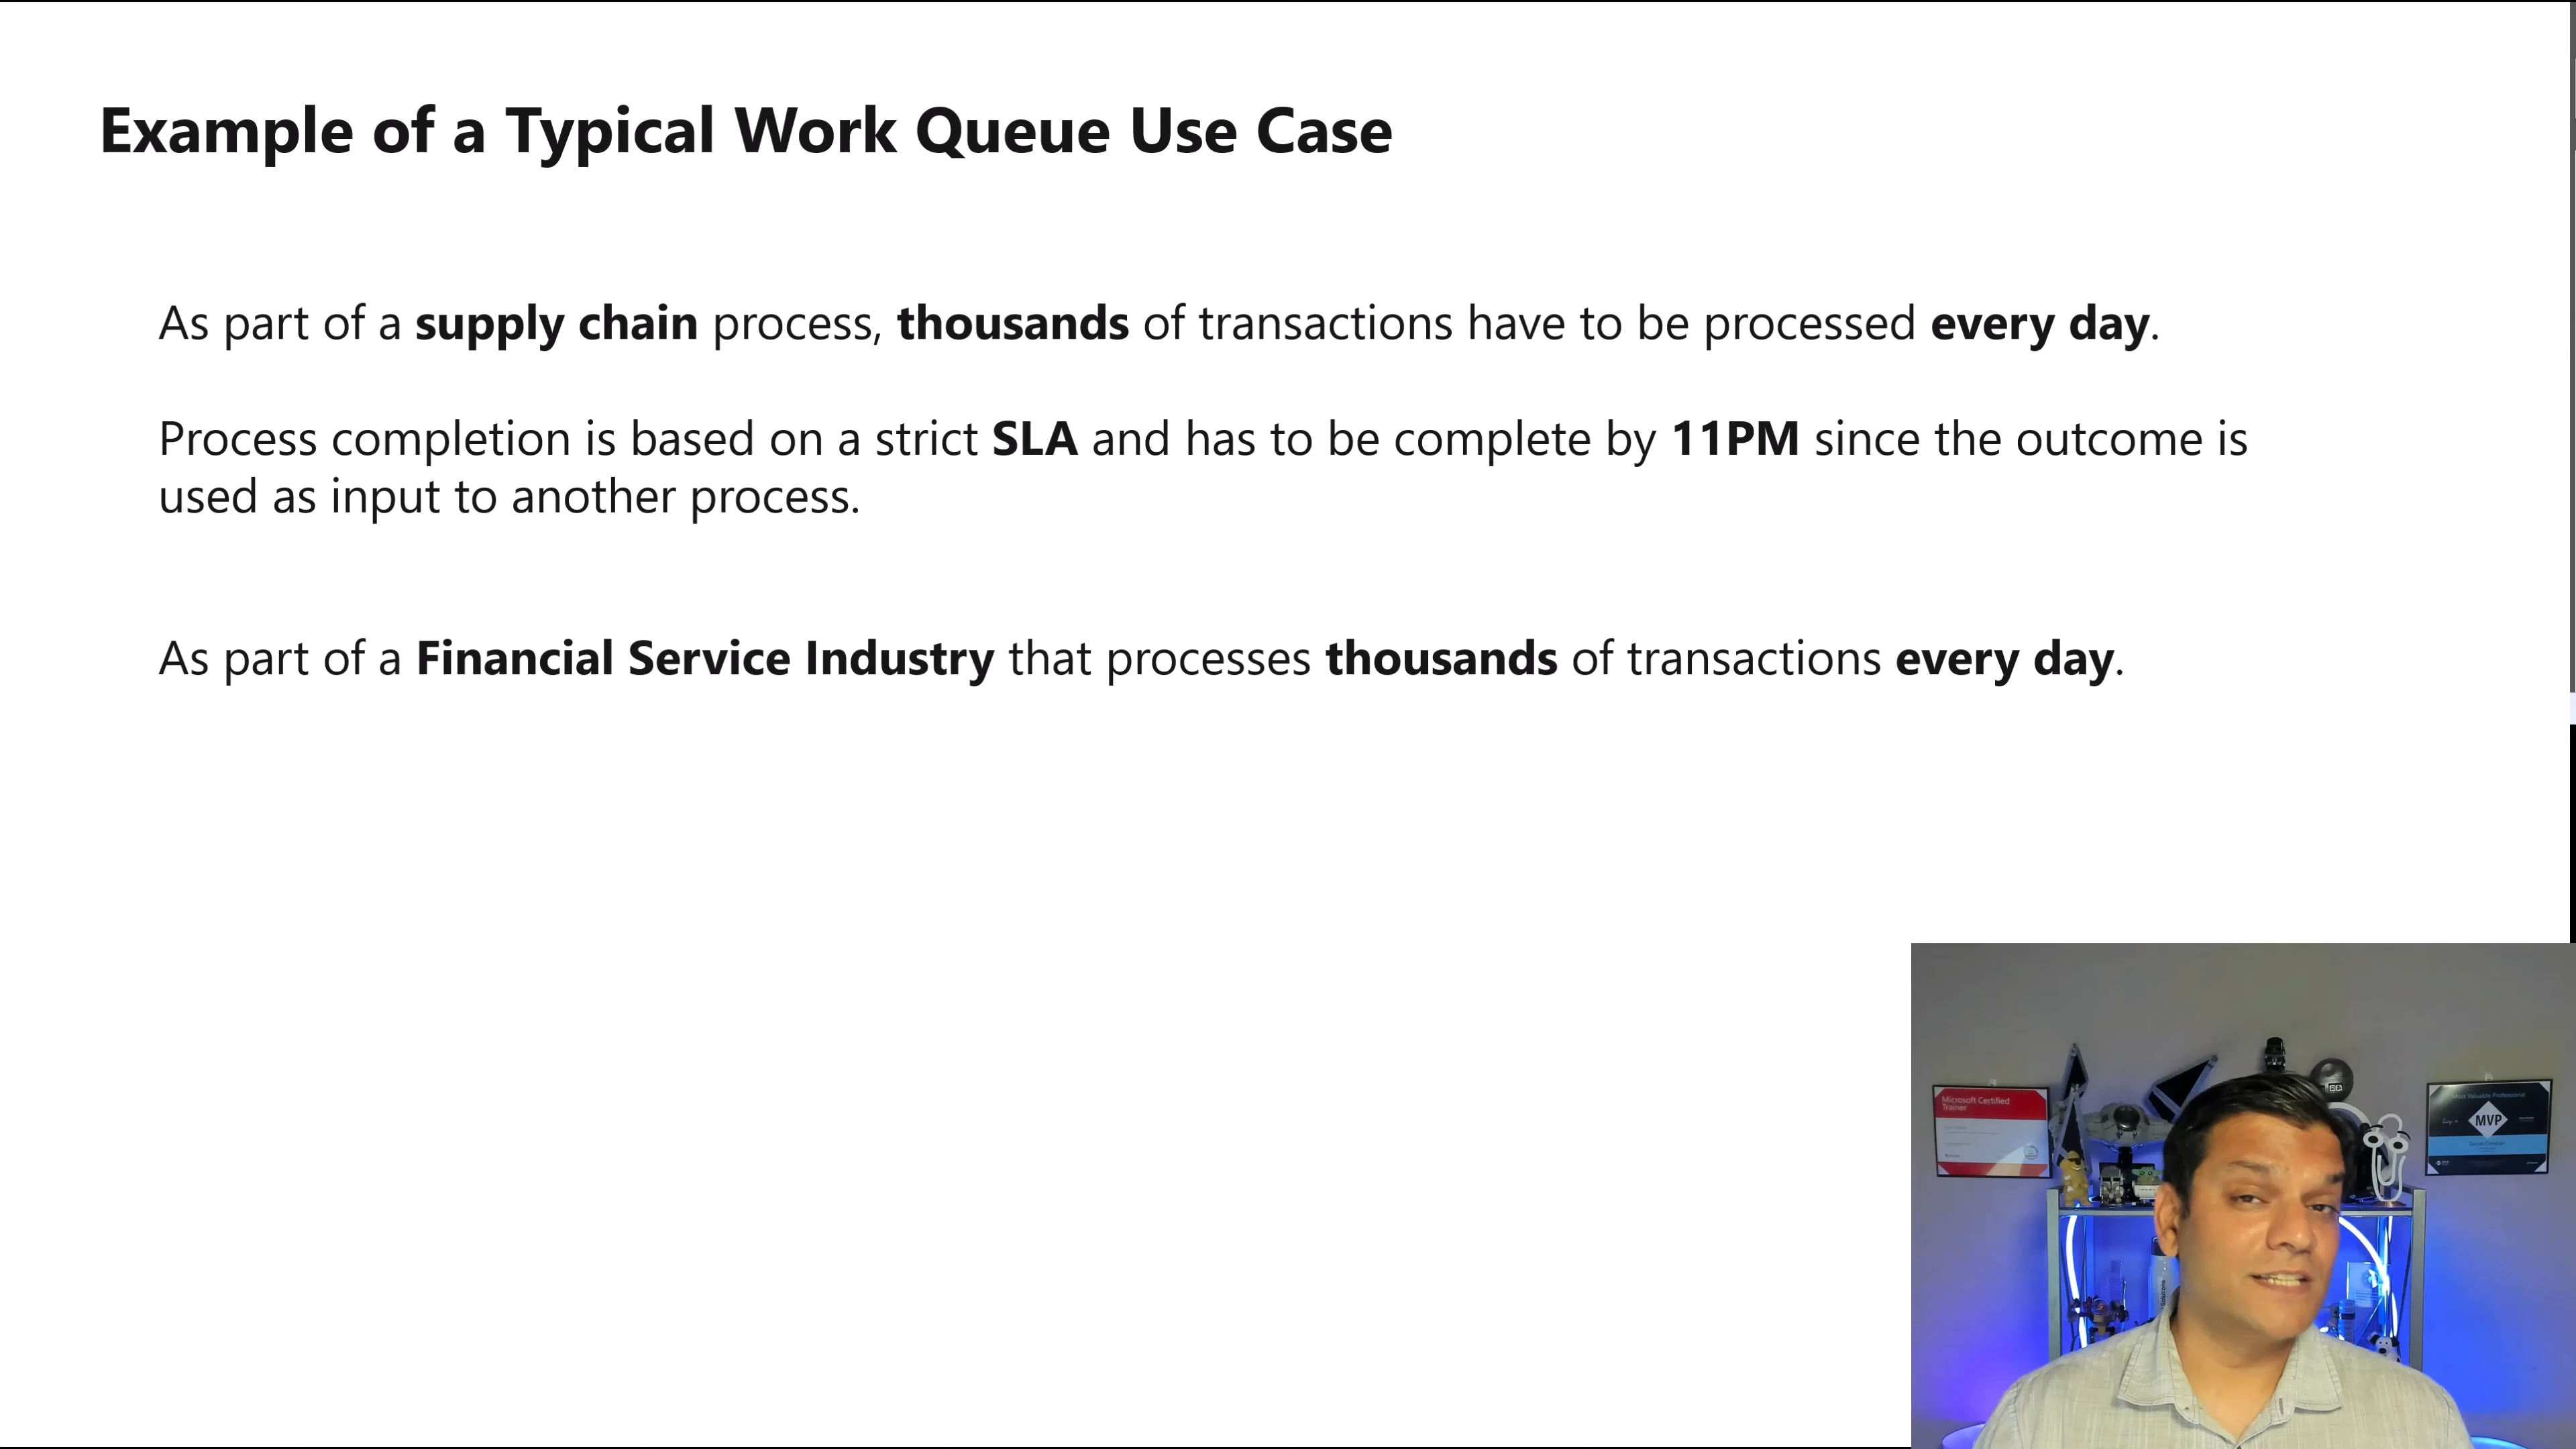 Example of a Typical Work Queue Use Case
As part of a supply chain process, thousands of transactions have to be processed every day.
Process completion is based on a strict SLA and has to be complete by 11PM since the outcome is
used as input to another process.
As part of a Financial Service Industry that processes thousands of transactions every day.
Microsoft Certified
Trainer
Most Valuable Professional
MVP